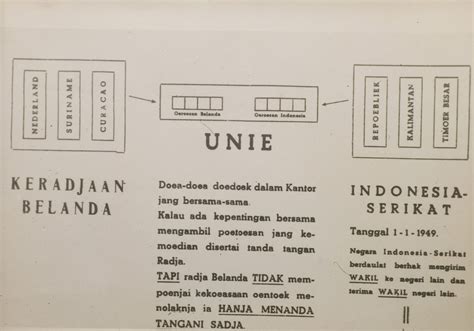 NEDERLAND
SURINAME
CURACAO
Oeroesan Belanda
Oeroesan Indonesia
REPOEBLIEK
KALIMANTAN
TIMOER BESAR
UNIE
KERADJAAN
BELANDA
Doea-doea doedoek dalam Kantor
jang bersama-sama.
Kalau ada kepentingan bersama
mengambil poetoesan jang ke-
moedian disertai tanda tangan
Radja.
TAPI radja Belanda TIDAK mem-
poenjai kekoeasaan oentoek me-
nolaknja ia HANJA MENANDA
TANGANI SADJA.
INDONESIA-
SERIKAT
Tanggal 1-1-1949.
Negara Indonesia-Serikat
berdaulat berhak mengirim
WAKIL ke negeri lain dan
terima WAKIL negeri lain.